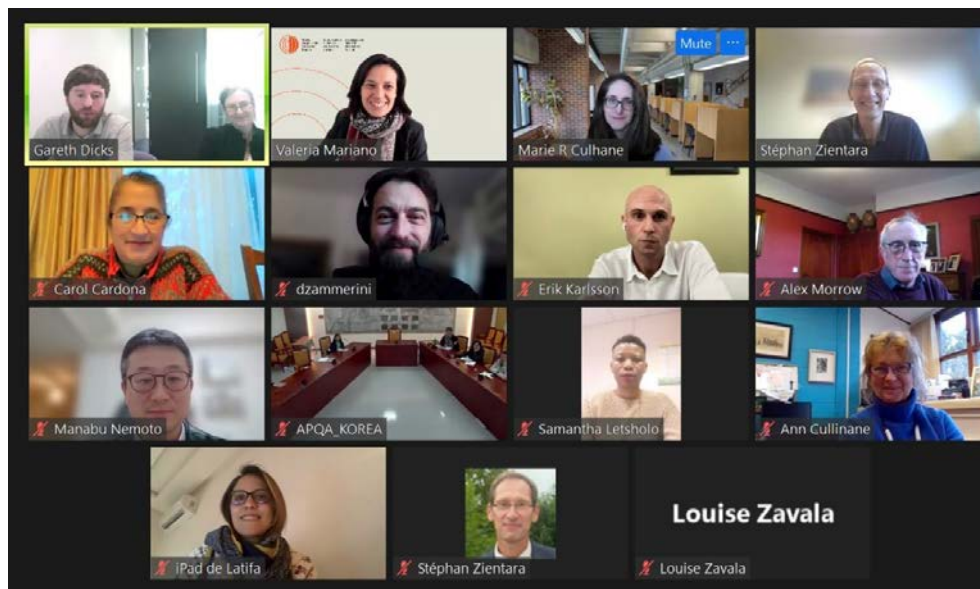 Mute ...
Gareth Dicks
Valeria Mariano
Marie R Culhane
Stéphan Zientara
Carol Cardona
dzammerini
Erik Karlsson
Alex Morrow
Manabu Nemoto
APQA_KOREA
Samantha Letsholo
Ann Cullinane
Louise Zavala
iPad de Latifa
Stéphan Zientara
Louise Zavala